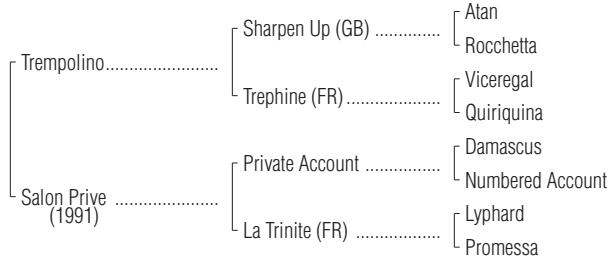 Atan
Sharpen Up (GB) ..............
Rocchetta
Trempolino........................
Viceregal
Trephine (FR)....................
Quiriquina
Damascus
Private Account ................
Numbered Account
Salon Prive ......................
(1991)
Lyphard
La Trinite (FR) ..................
Promessa